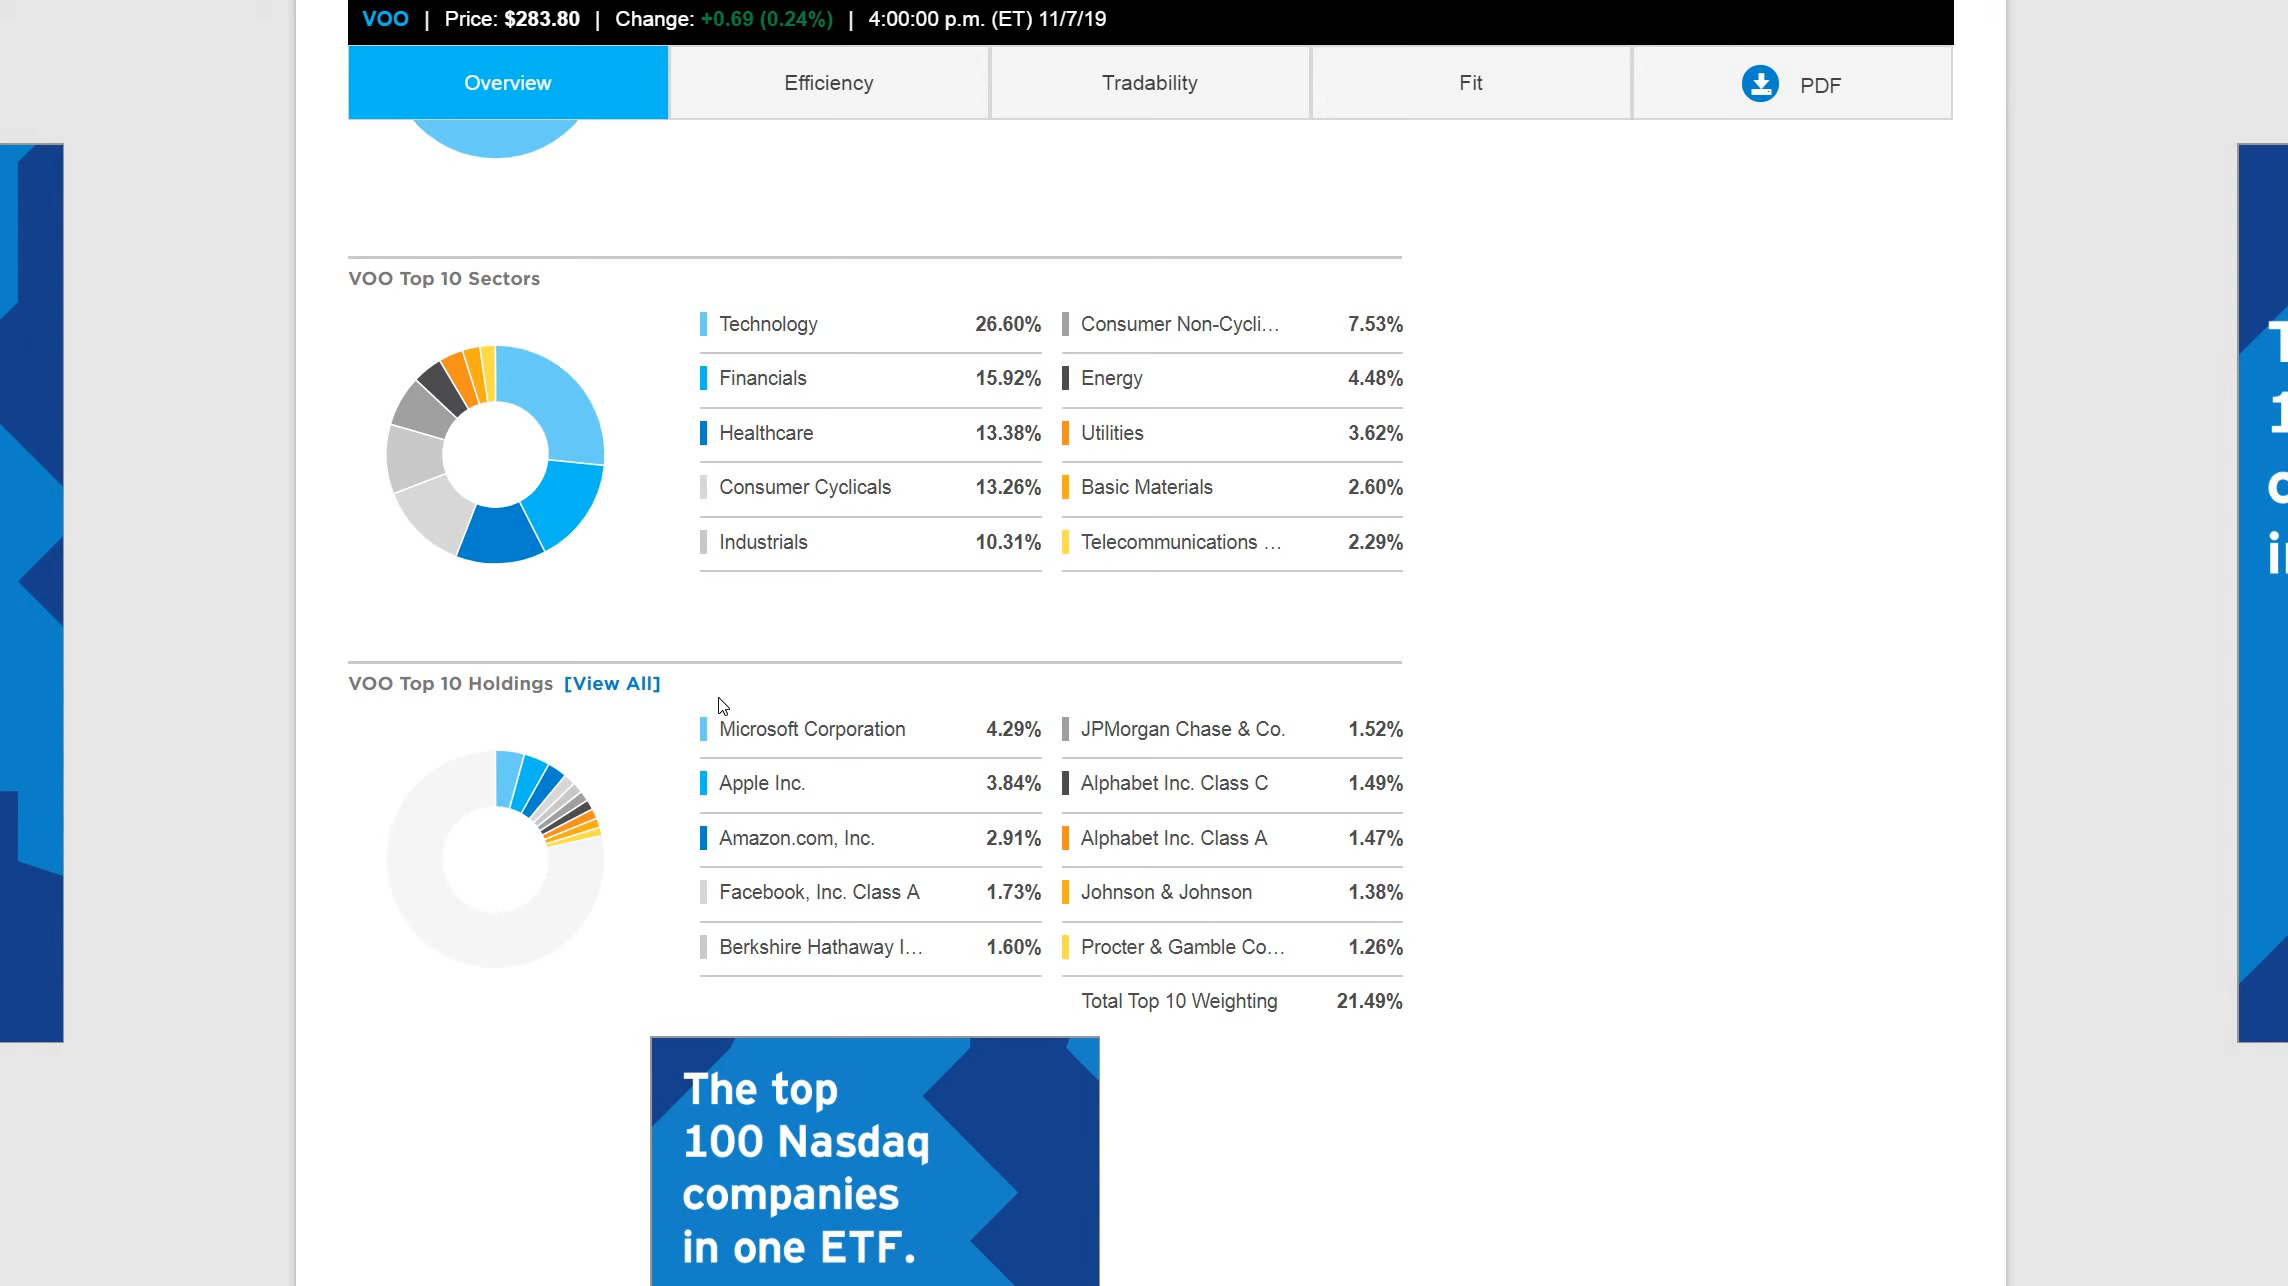 VOO | Price: $283.80 | Change: +0.69 (0.24%) | 4:00:00 p.m. (ET) 11/7/19
Overview Efficiency Tradability Fit PDF
VOO Top 10 Sectors
Technology 26.60% Consumer Non-Cycli... 7.53%
Financials 15.92% Energy 4.48%
Healthcare 13.38% Utilities 3.62%
Consumer Cyclicals 13.26% Basic Materials 2.60%
Industrials 10.31% Telecommunications ... 2.29%
VOO Top 10 Holdings [View All]
Microsoft Corporation 4.29% JPMorgan Chase & Co. 1.52%
Apple Inc. 3.84% Alphabet Inc. Class C 1.49%
Amazon.com, Inc. 2.91% Alphabet Inc. Class A 1.47%
Facebook, Inc. Class A 1.73% Johnson & Johnson 1.38%
Berkshire Hathaway I... 1.60% Procter & Gamble Co... 1.26%
Total Top 10 Weighting 21.49%
The top
100 Nasdaq
companies
in one ETF.